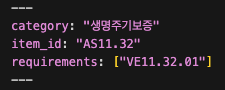 ---
category: "생명주기보증"
item_id: "AS11.32"
requirements: ["VE11.32.01"]
---